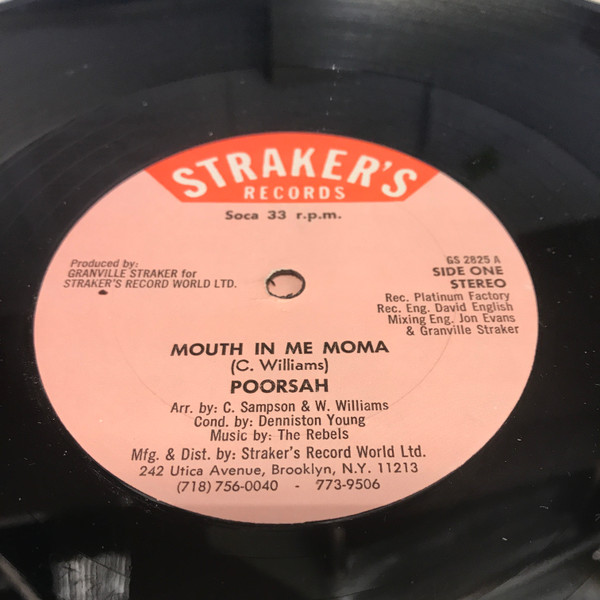 STRAKER'S
RECORDS
Soca 33 r.p.m.
Produced by:
GRANVILLE STRAKER for
STRAKER'S RECORD WORLD LTD.
GS 2825 A
SIDE ONE
STEREO
Rec. Platinum Factory
Rec. Eng. David English
Mixing Eng. Jon Evans
& Granville Straker
MOUTH IN ME MOMA
(C. Williams)
POORSAH
Arr. by: C. Sampson & W. Williams
Cond. by: Denniston Young
Music by: The Rebels
Mfg. & Dist. by: Straker's Record World Ltd.
242 Utica Avenue, Brooklyn, N.Y. 11213
(718) 756-0040 - 773-9506